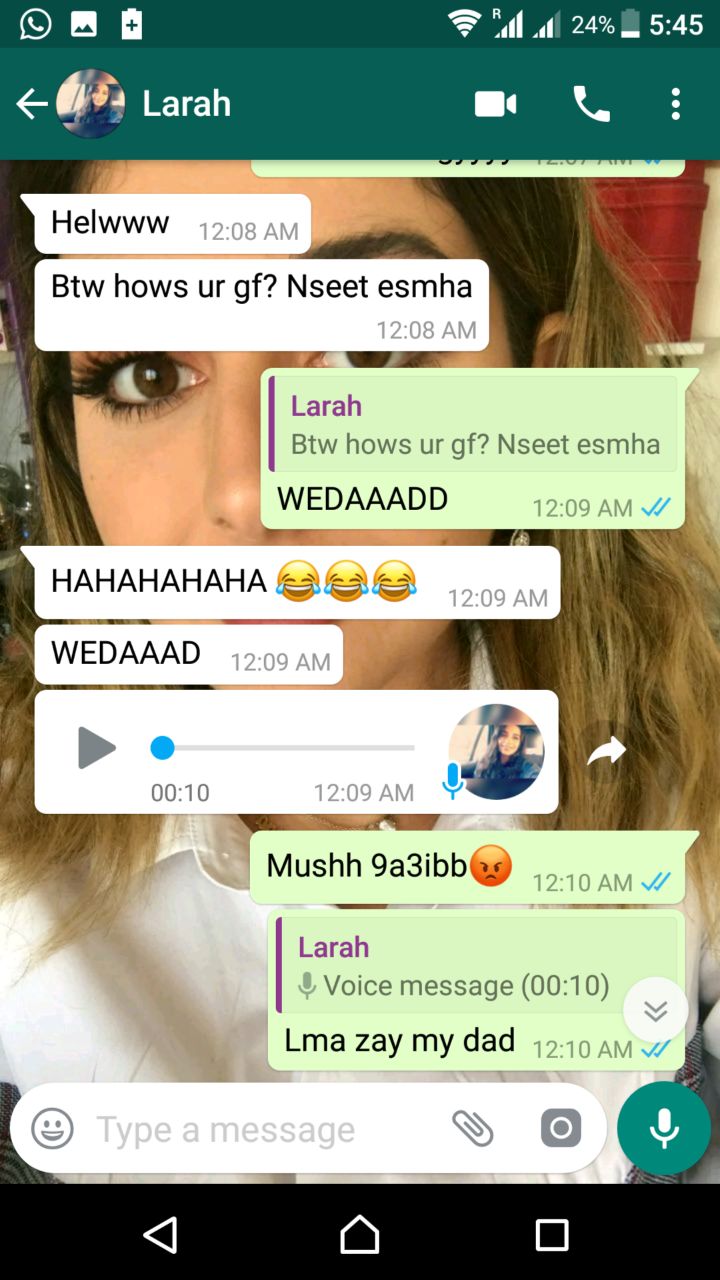 R 24% 5:45
Larah
12:07 AM
Helwww 12:08 AM
Btw hows ur gf? Nseet esmha
12:08 AM
Larah
Btw hows ur gf? Nseet esmha
WEDAAADD 12:09 AM
HAHAHAHAHA 😂😂😂 12:09 AM
WEDAAAD 12:09 AM
00:10 12:09 AM
Mushh 9a3ibb😡 12:10 AM
Larah
Voice message (00:10)
Lma zay my dad 12:10 AM
Type a message